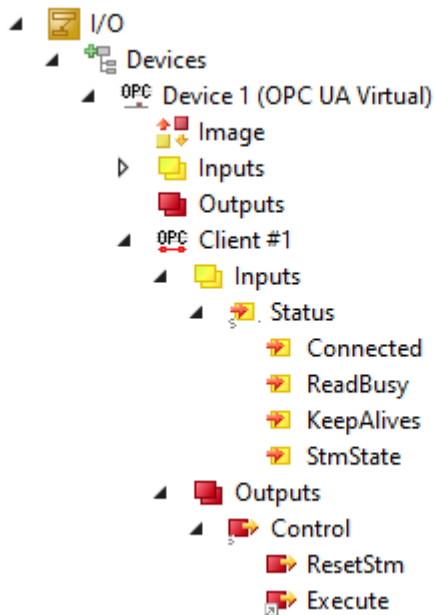 I/O
Devices
OPC Device 1 (OPC UA Virtual)
Image
Inputs
Outputs
OPC Client #1
Inputs
S. Status
Connected
ReadBusy
KeepAlives
StmState
Outputs
S Control
ResetStm
Execute